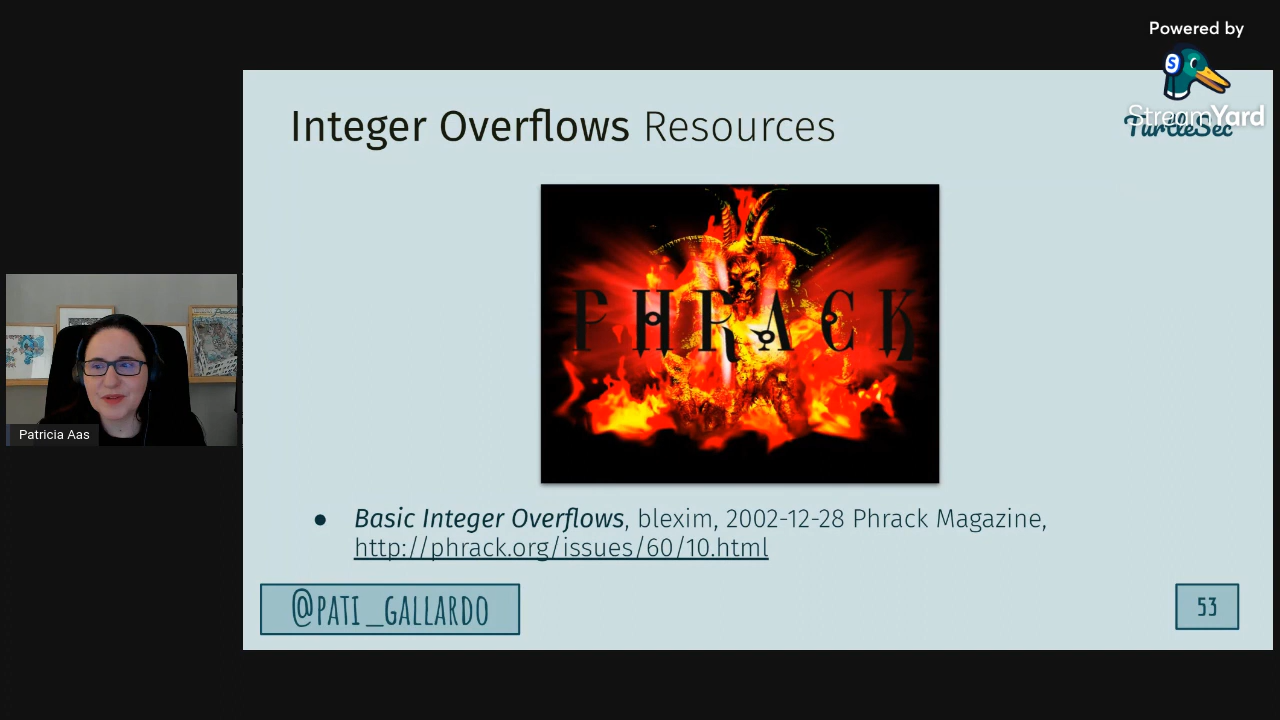 Powered by
StreamYard
TurtleSec
Integer Overflows Resources
PHRACK
Patricia Aas
● Basic Integer Overflows, blexim, 2002-12-28 Phrack Magazine,
http://phrack.org/issues/60/10.html
@PATI_GALLARDO
53